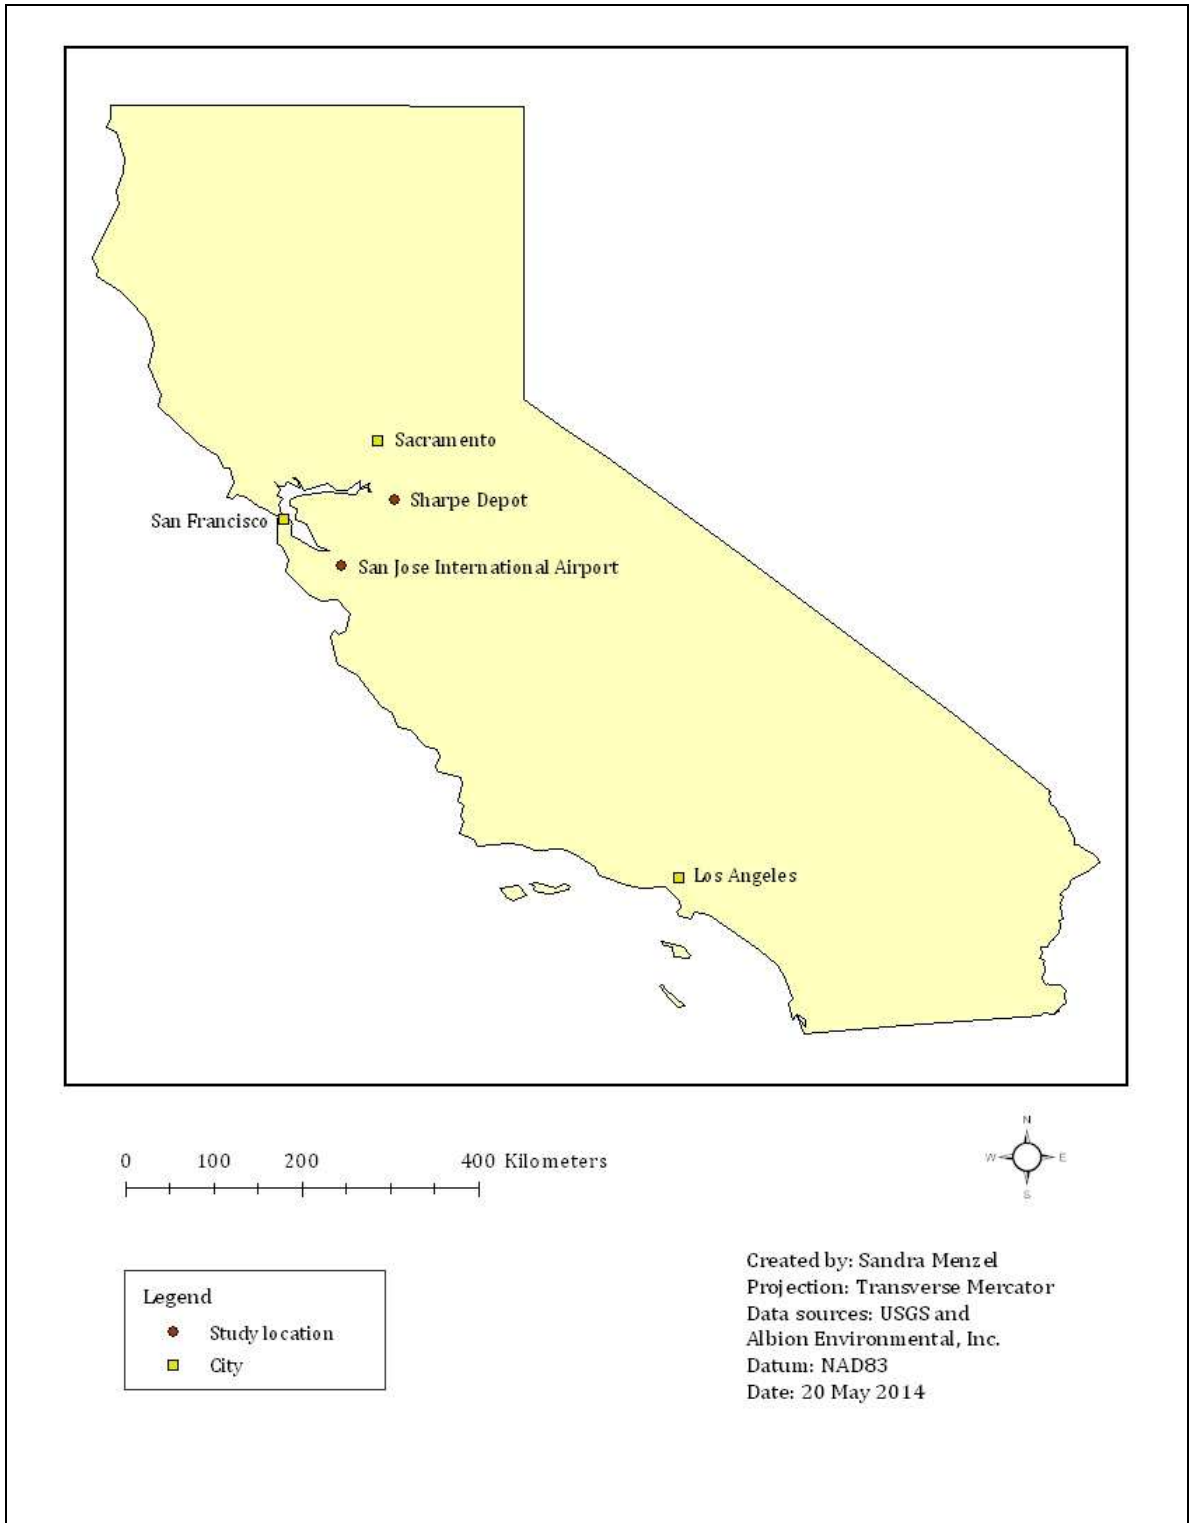 Sacramento
Sharpe Depot
San Francisco
San Jose International Airport
Los Angeles
0 100 200 400 Kilometers
N
W E
S
Legend
Study location
City
Created by: Sandra Menzel
Projection: Transverse Mercator
Data sources: USGS and
Albion Environmental, Inc.
Datum: NAD83
Date: 20 May 2014